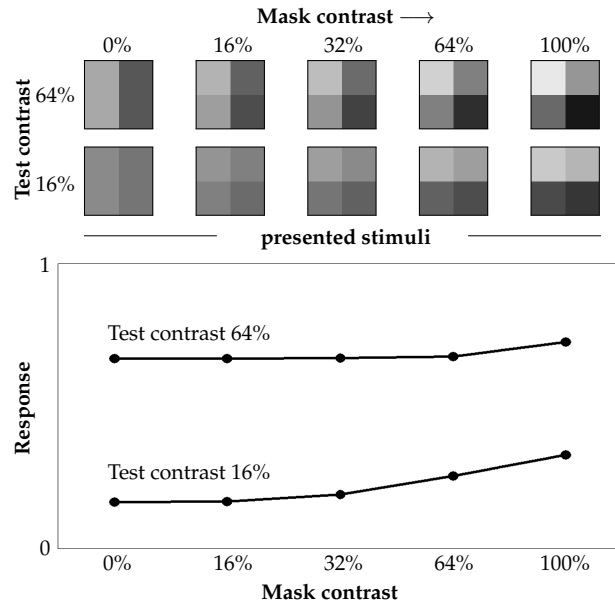 Mask contrast →
0% 16% 32% 64% 100%
Test contrast
64%
16%
presented stimuli
1
Test contrast 64%
Response
Test contrast 16%
0
0% 16% 32% 64% 100%
Mask contrast